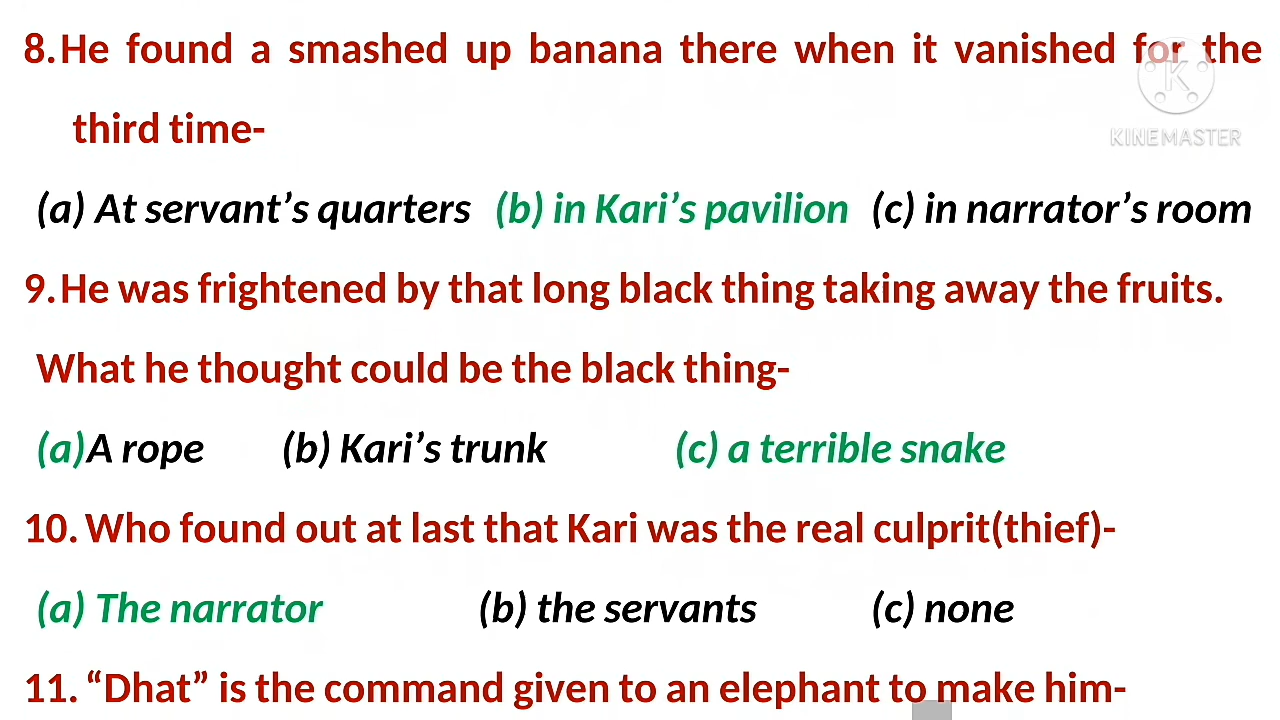 8. He found a smashed up banana there when it vanished for the
third time-
(a) At servant’s quarters (b) in Kari’s pavilion (c) in narrator’s room
9. He was frightened by that long black thing taking away the fruits.
What he thought could be the black thing-
(a)A rope (b) Kari’s trunk (c) a terrible snake
10. Who found out at last that Kari was the real culprit(thief)-
(a) The narrator (b) the servants (c) none
11. “Dhat” is the command given to an elephant to make him-
K
KINEMASTER